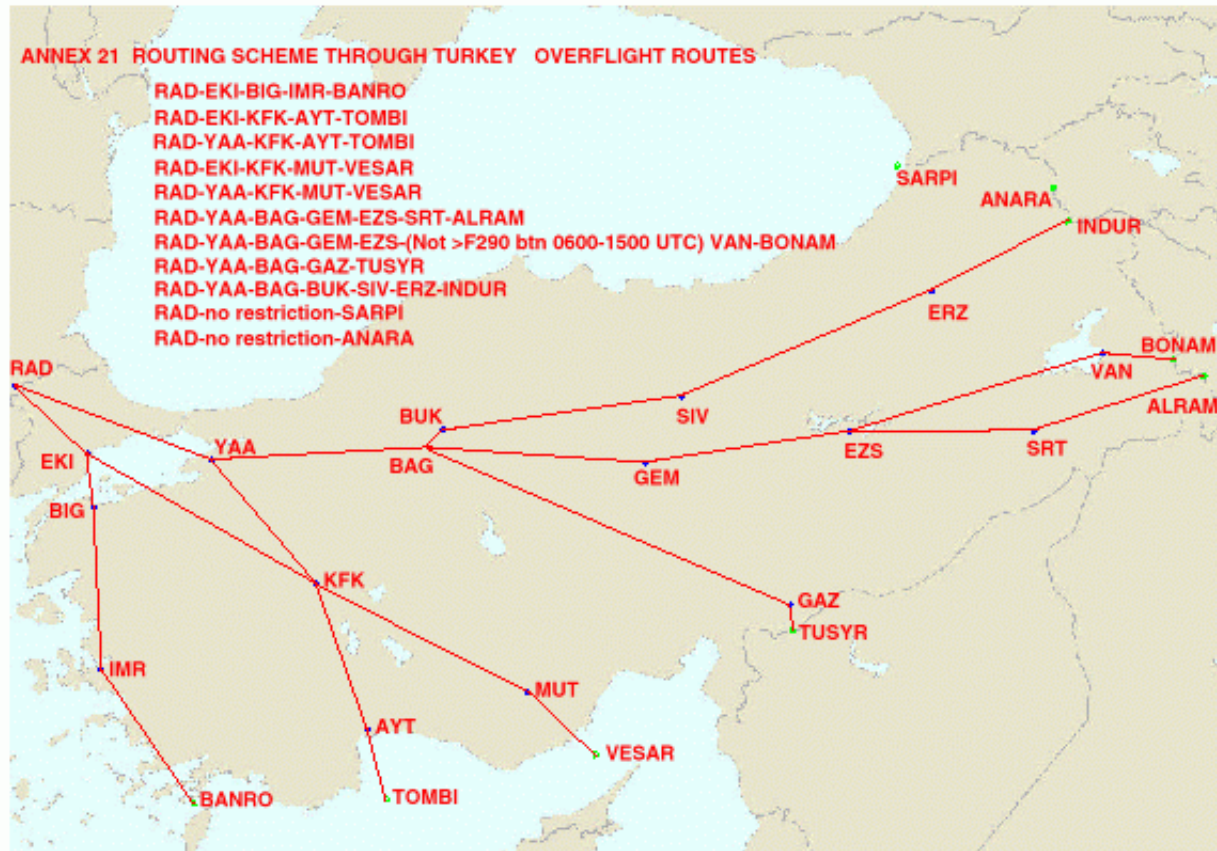 ANNEX 21 ROUTING SCHEME THROUGH TURKEY OVERFLIGHT ROUTES
RAD-EKI-BIG-IMR-BANRO
RAD-EKI-KFK-AYT-TOMBI
RAD-YAA-KFK-AYT-TOMBI
RAD-EKI-KFK-MUT-VESAR
RAD-YAA-KFK-MUT-VESAR
RAD-YAA-BAG-GEM-EZS-SRT-ALRAM
RAD-YAA-BAG-GEM-EZS-(Not >F290 btn 0600-1500 UTC) VAN-BONAM
RAD-YAA-BAG-GAZ-TUSYR
RAD-YAA-BAG-BUK-SIV-ERZ-INDUR
RAD-no restriction-SARPI
RAD-no restriction-ANARA
SARPI
ANARA
INDUR
ERZ
BONAM
VAN
RAD
ALRAM
BUK
SIV
YAA
EKI
BAG
EZS
SRT
GEM
BIG
KFK
GAZ
TUSYR
IMR
MUT
AYT
VESAR
BANRO
TOMBI